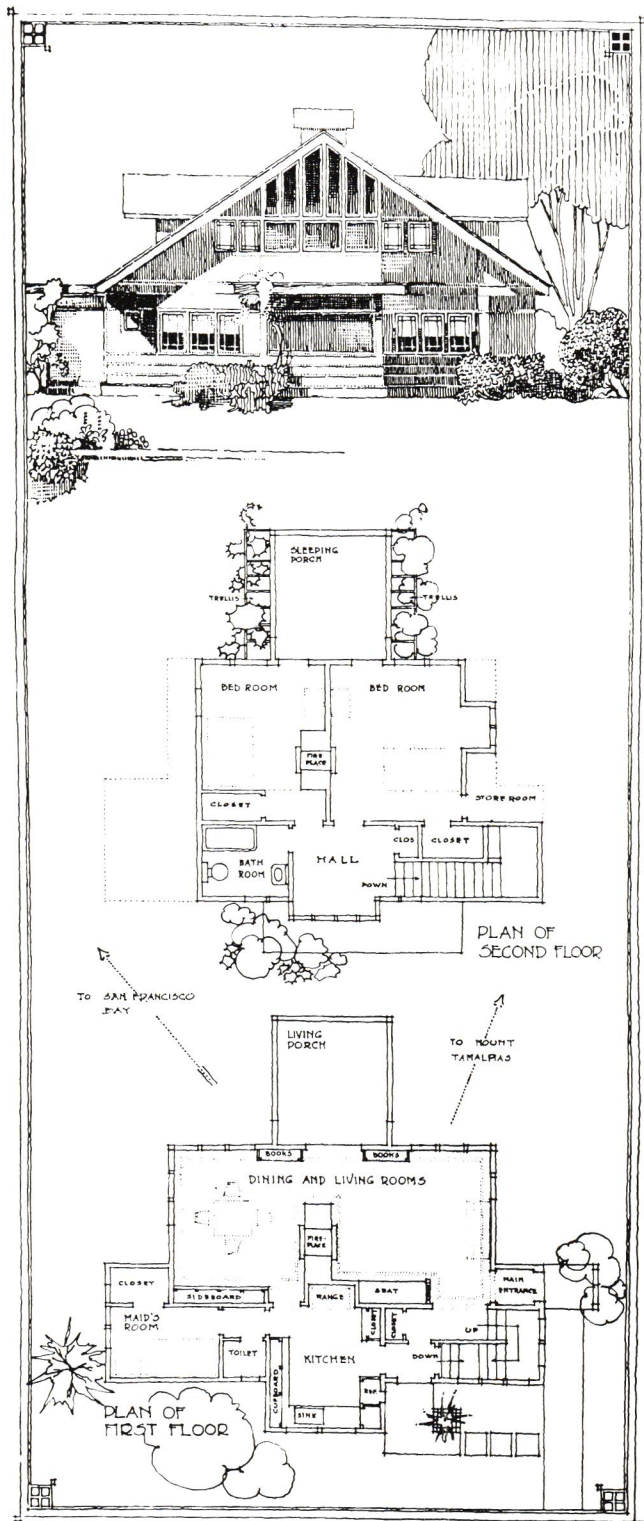 SLEEPING
PORCH
TRELLIS
TRELLIS
BED ROOM
BED ROOM
FIRE
PLACE
CLOSET
STORE ROOM
CLOS
CLOSET
BATH
ROOM
HALL
DOWN
PLAN OF
SECOND FLOOR
TO SAN FRANCISCO
BAY
LIVING
PORCH
TO MOUNT
TAMALPIAS
BOOKS
BOOKS
DINING AND LIVING ROOMS
FIRE-
PLACE
CLOSET
SIDEBOARD
RANGE
SEAT
MAIN
ENTRANCE
MAID'S
ROOM
CLOSET
CLOSET
UP
TOILET
KITCHEN
DOWN
CUPBOARD
REF.
SINK
PLAN OF
FIRST FLOOR